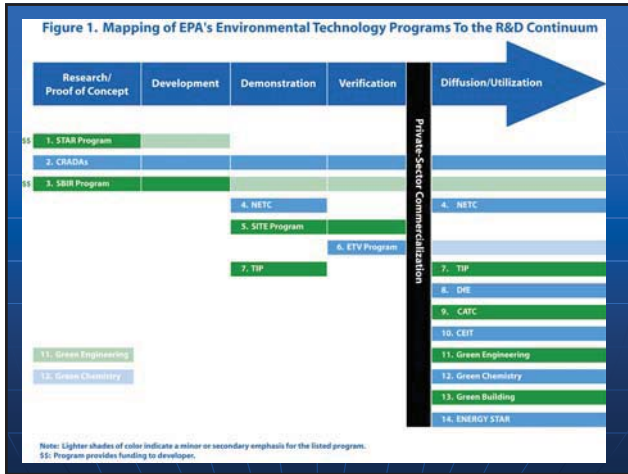 Figure 1. Mapping of EPA's Environmental Technology Programs To the R&D Continuum
Research/
Proof of Concept
Development
Demonstration
Verification
Diffusion/Utilization
Private-Sector Commercialization
$$ 1. STAR Program
2. CRADAs
$$ 3. SBIR Program
4. NETC
4. NETC
5. SITE Program
6. ETV Program
7. TIP
7. TIP
8. DfE
9. CATC
10. CEIT
11. Green Engineering
11. Green Engineering
12. Green Chemistry
12. Green Chemistry
13. Green Building
14. ENERGY STAR
Note: Lighter shades of color indicate a minor or secondary emphasis for the listed program.
$$: Program provides funding to developer.